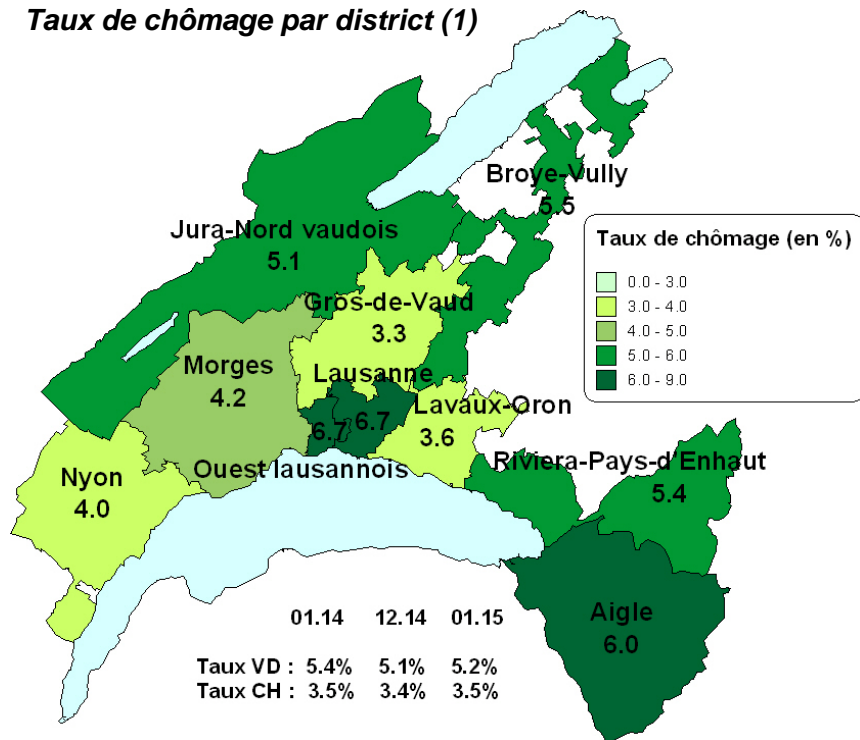 Taux de chômage par district (1)
Broye-Vully
5.5
Jura-Nord vaudois
5.1
Taux de chômage (en %)
0.0 - 3.0
3.0 - 4.0
4.0 - 5.0
5.0 - 6.0
6.0 - 9.0
Gros-de-Vaud
3.3
Morges
4.2
Lausanne
6.7
6.7
Lavaux-Oron
3.6
Ouest lausannois
Riviera-Pays-d'Enhaut
5.4
Nyon
4.0
Aigle
6.0
01.14 12.14 01.15
Taux VD : 5.4% 5.1% 5.2%
Taux CH : 3.5% 3.4% 3.5%